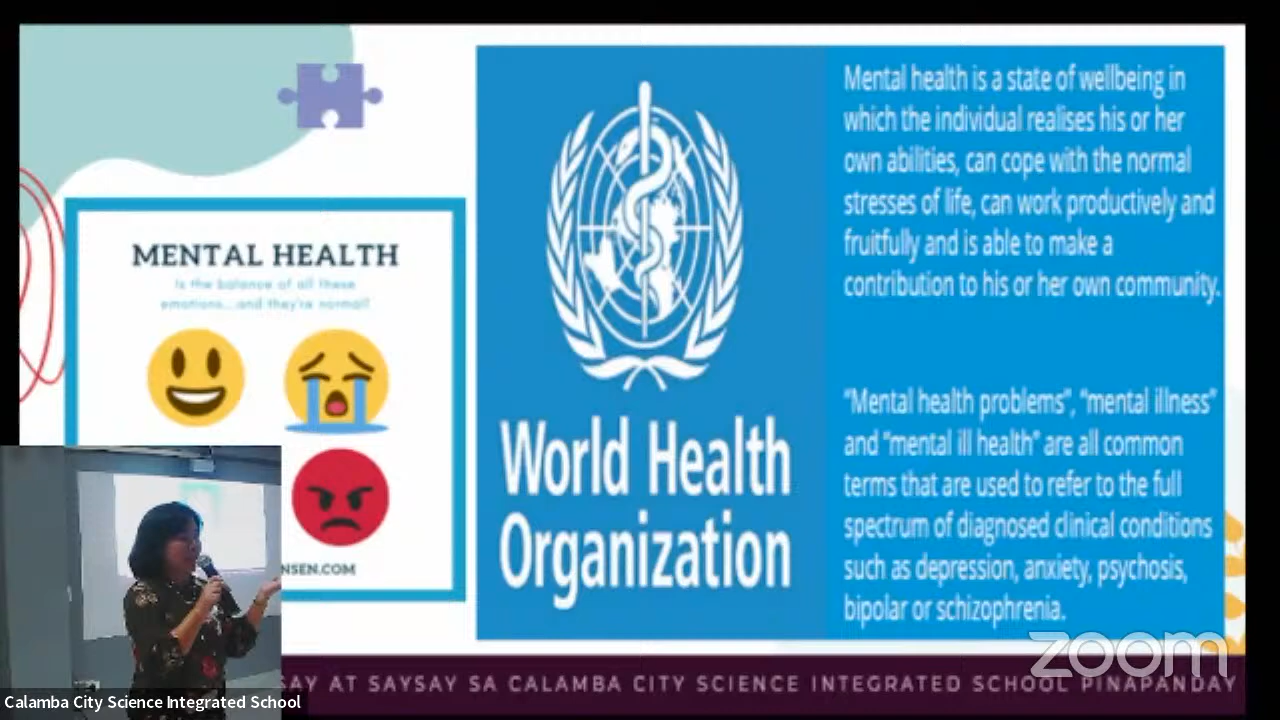 MENTAL HEALTH
Is the balance of all these
emotions...and they're normal!
NSEN.COM
World Health
Organization
Mental health is a state of wellbeing in
which the individual realises his or her
own abilities, can cope with the normal
stresses of life, can work productively and
fruitfully and is able to make a
contribution to his or her own community.
“Mental health problems”, “mental illness”
and “mental ill health” are all common
terms that are used to refer to the full
spectrum of diagnosed clinical conditions
such as depression, anxiety, psychosis,
bipolar or schizophrenia.
zoom
SAY AT SAYSAY SA CALAMBA CITY SCIENCE INTEGRATED SCHOOL PINAPANDAY
Calamba City Science Integrated School